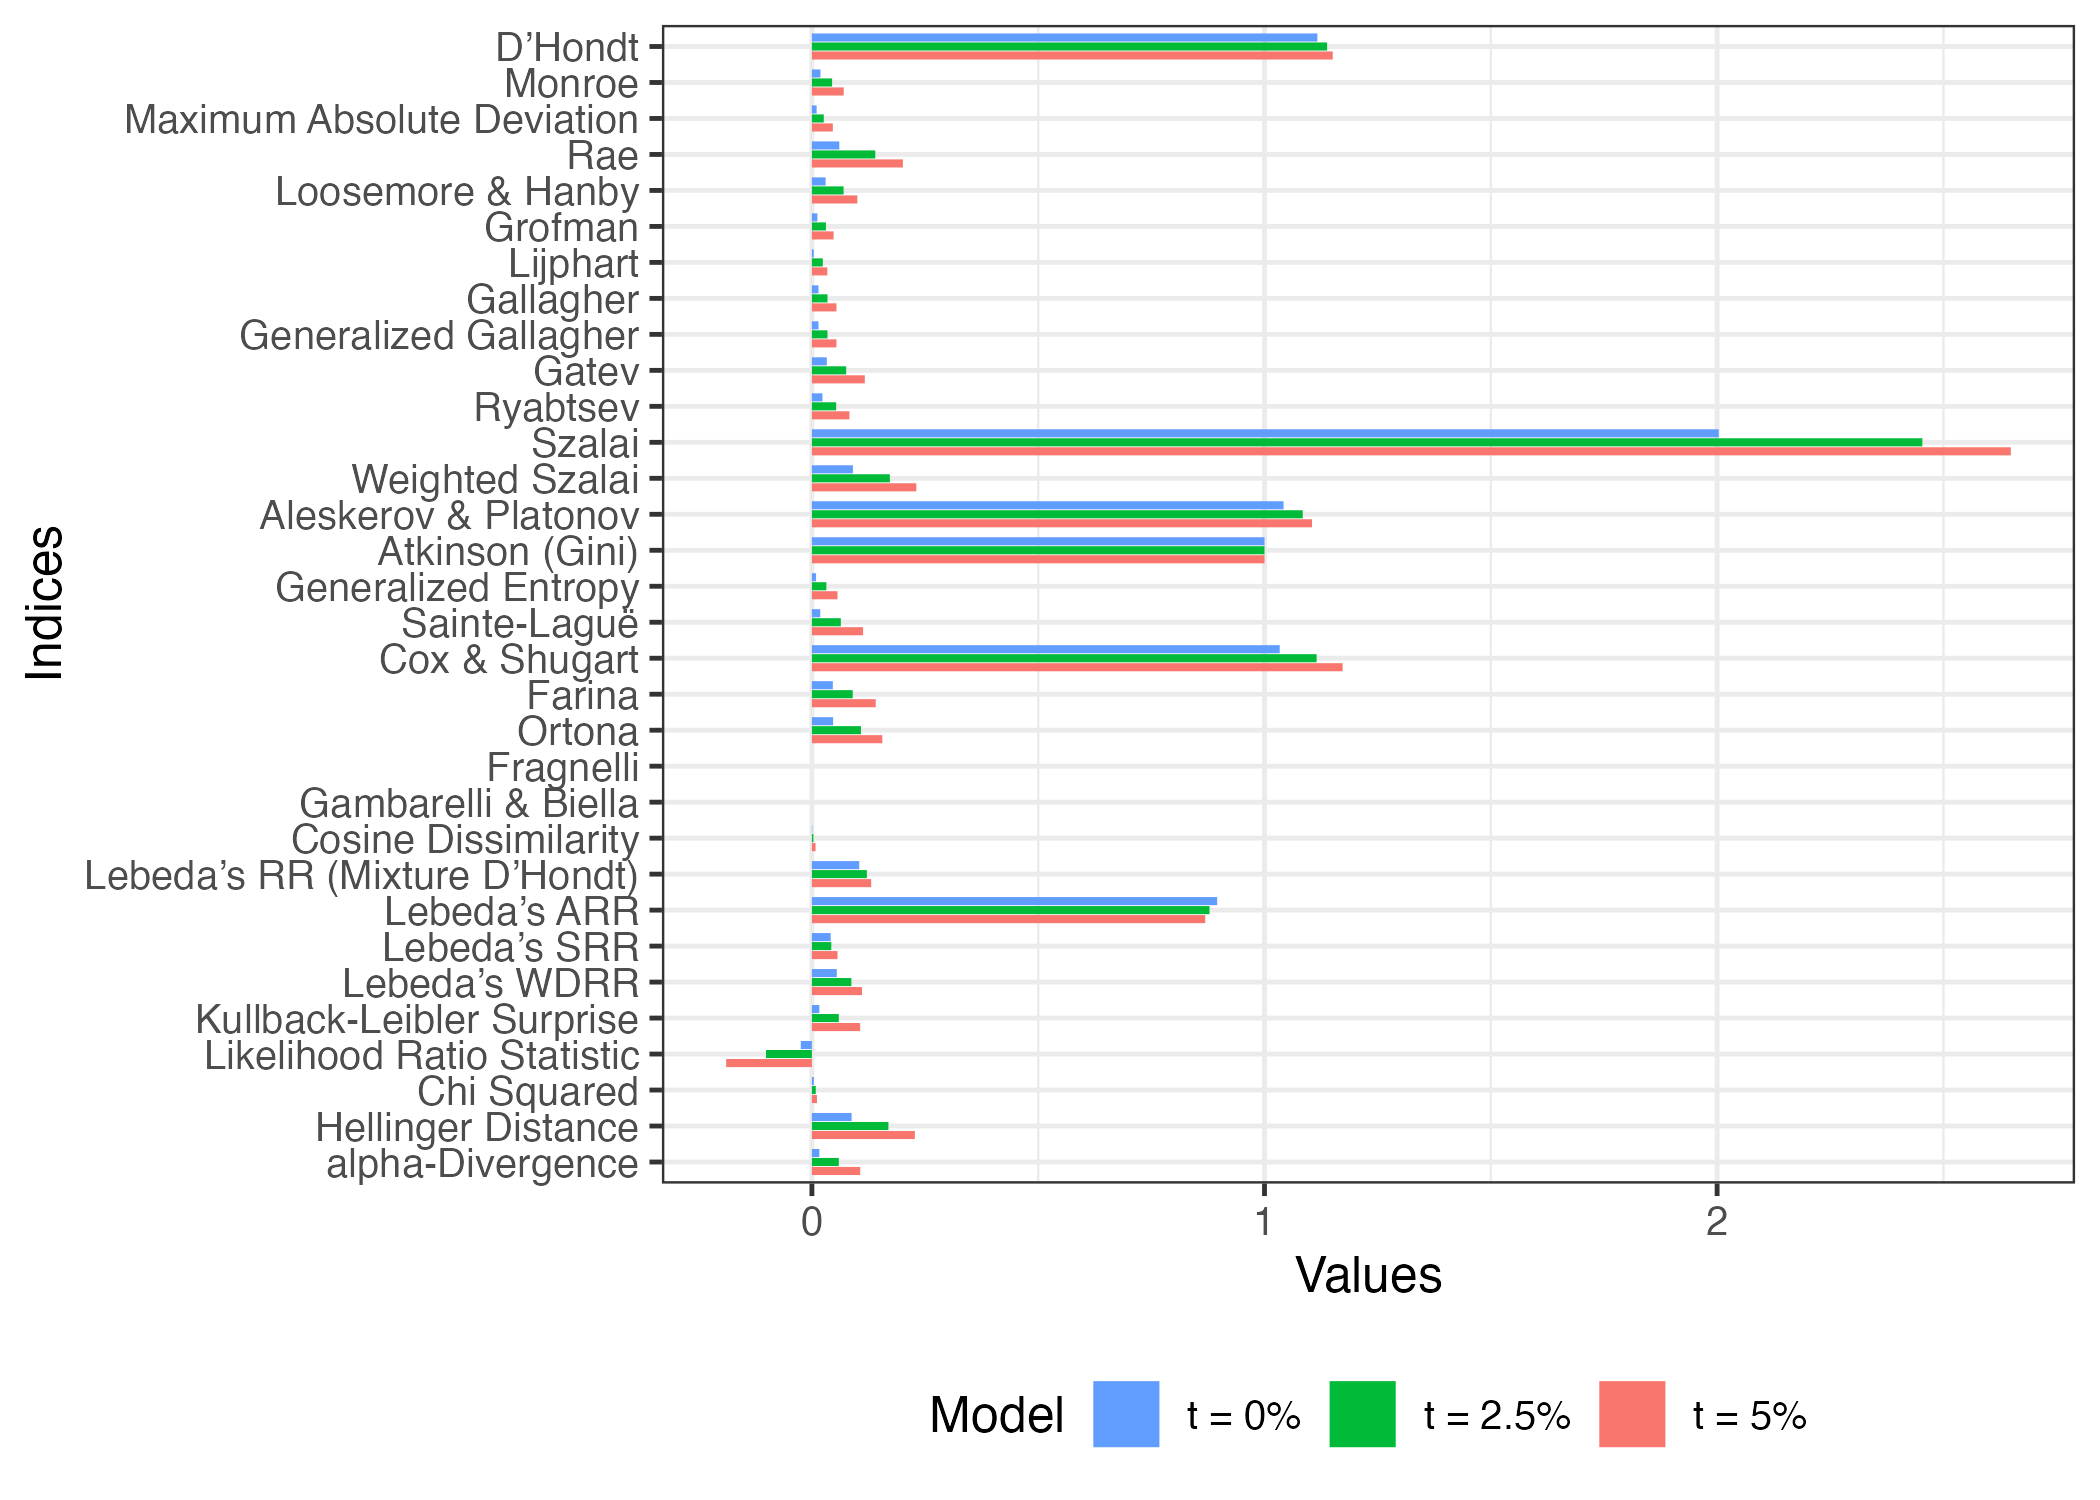 D’Hondt
Monroe
Maximum Absolute Deviation
Rae
Loosemore & Hanby
Grofman
Lijphart
Gallagher
Generalized Gallagher
Gatev
Ryabtsev
Szalai
Weighted Szalai
Aleskerov & Platonov
Atkinson (Gini)
Generalized Entropy
Sainte-Laguë
Cox & Shugart
Farina
Ortona
Fragnelli
Gambarelli & Biella
Cosine Dissimilarity
Lebeda’s RR (Mixture D’Hondt)
Lebeda’s ARR
Lebeda’s SRR
Lebeda’s WDRR
Kullback-Leibler Surprise
Likelihood Ratio Statistic
Chi Squared
Hellinger Distance
alpha-Divergence
Indices
0 1 2
Values
Model t = 0% t = 2.5% t = 5%